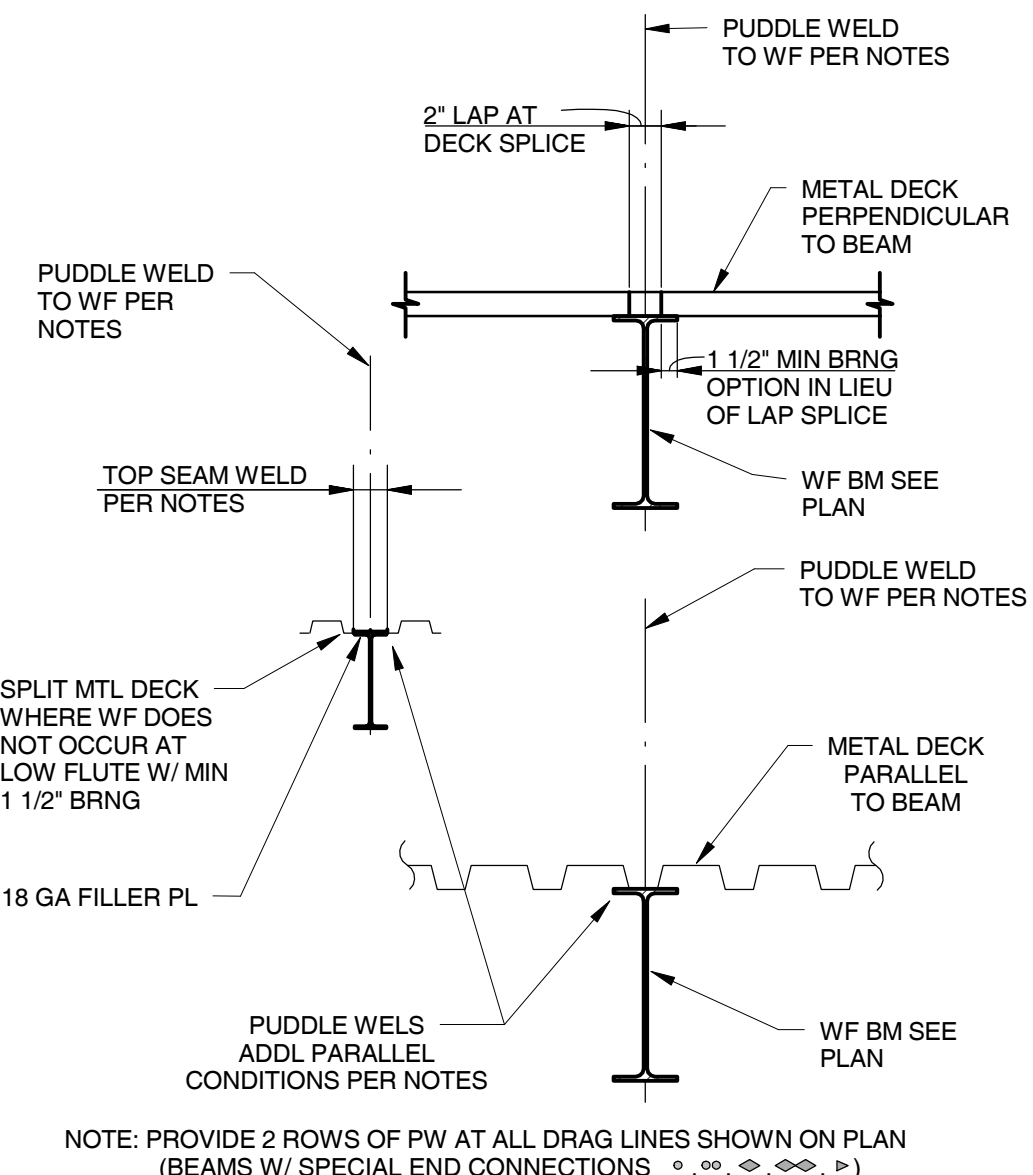 PUDDLE WELD
TO WF PER NOTES
2" LAP AT
DECK SPLICE
METAL DECK
PERPENDICULAR
TO BEAM
PUDDLE WELD
TO WF PER
NOTES
1 1/2" MIN BRNG
OPTION IN LIEU
OF LAP SPLICE
TOP SEAM WELD
PER NOTES
WF BM SEE
PLAN
PUDDLE WELD
TO WF PER NOTES
SPLIT MTL DECK
WHERE WF DOES
NOT OCCUR AT
LOW FLUTE W/ MIN
1 1/2" BRNG
METAL DECK
PARALLEL
TO BEAM
18 GA FILLER PL
PUDDLE WELS
ADDL PARALLEL
CONDITIONS PER NOTES
WF BM SEE
PLAN
NOTE: PROVIDE 2 ROWS OF PW AT ALL DRAG LINES SHOWN ON PLAN
(BEAMS W/ SPECIAL END CONNECTIONS , , , , )